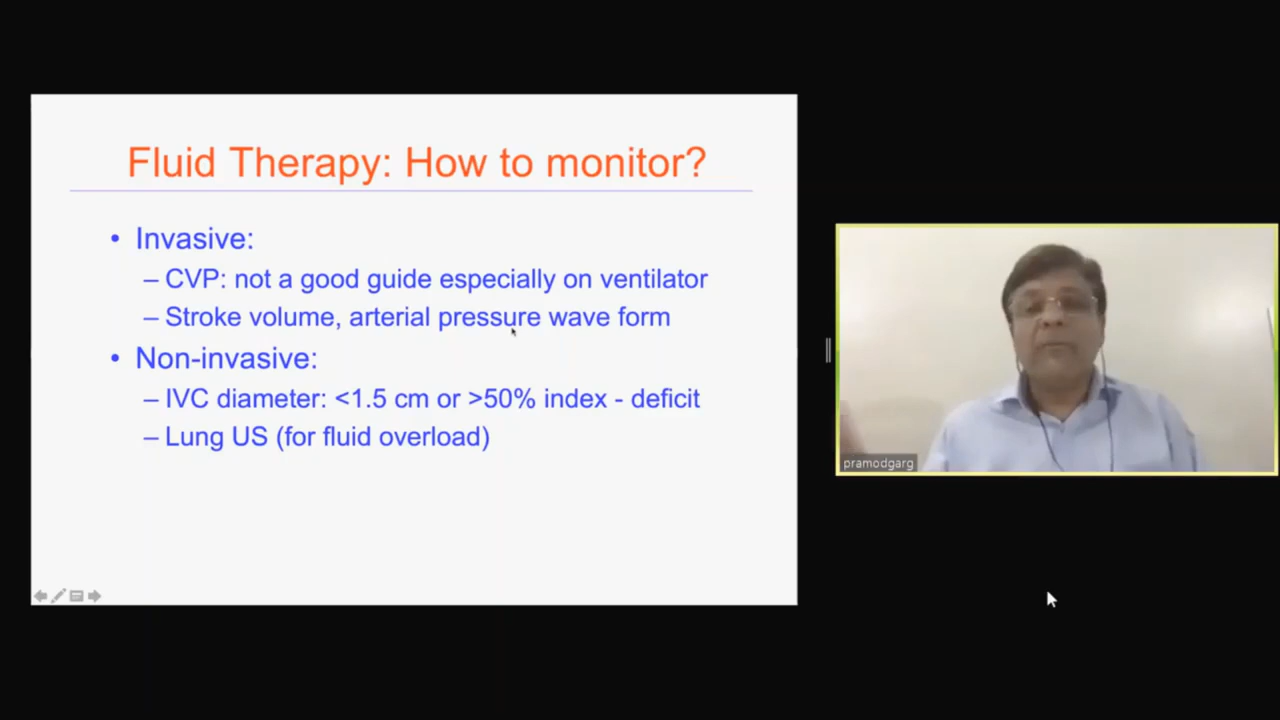 Fluid Therapy: How to monitor?
• Invasive:
– CVP: not a good guide especially on ventilator
– Stroke volume, arterial pressure wave form
• Non-invasive:
– IVC diameter: <1.5 cm or >50% index - deficit
– Lung US (for fluid overload)
pramodgarg